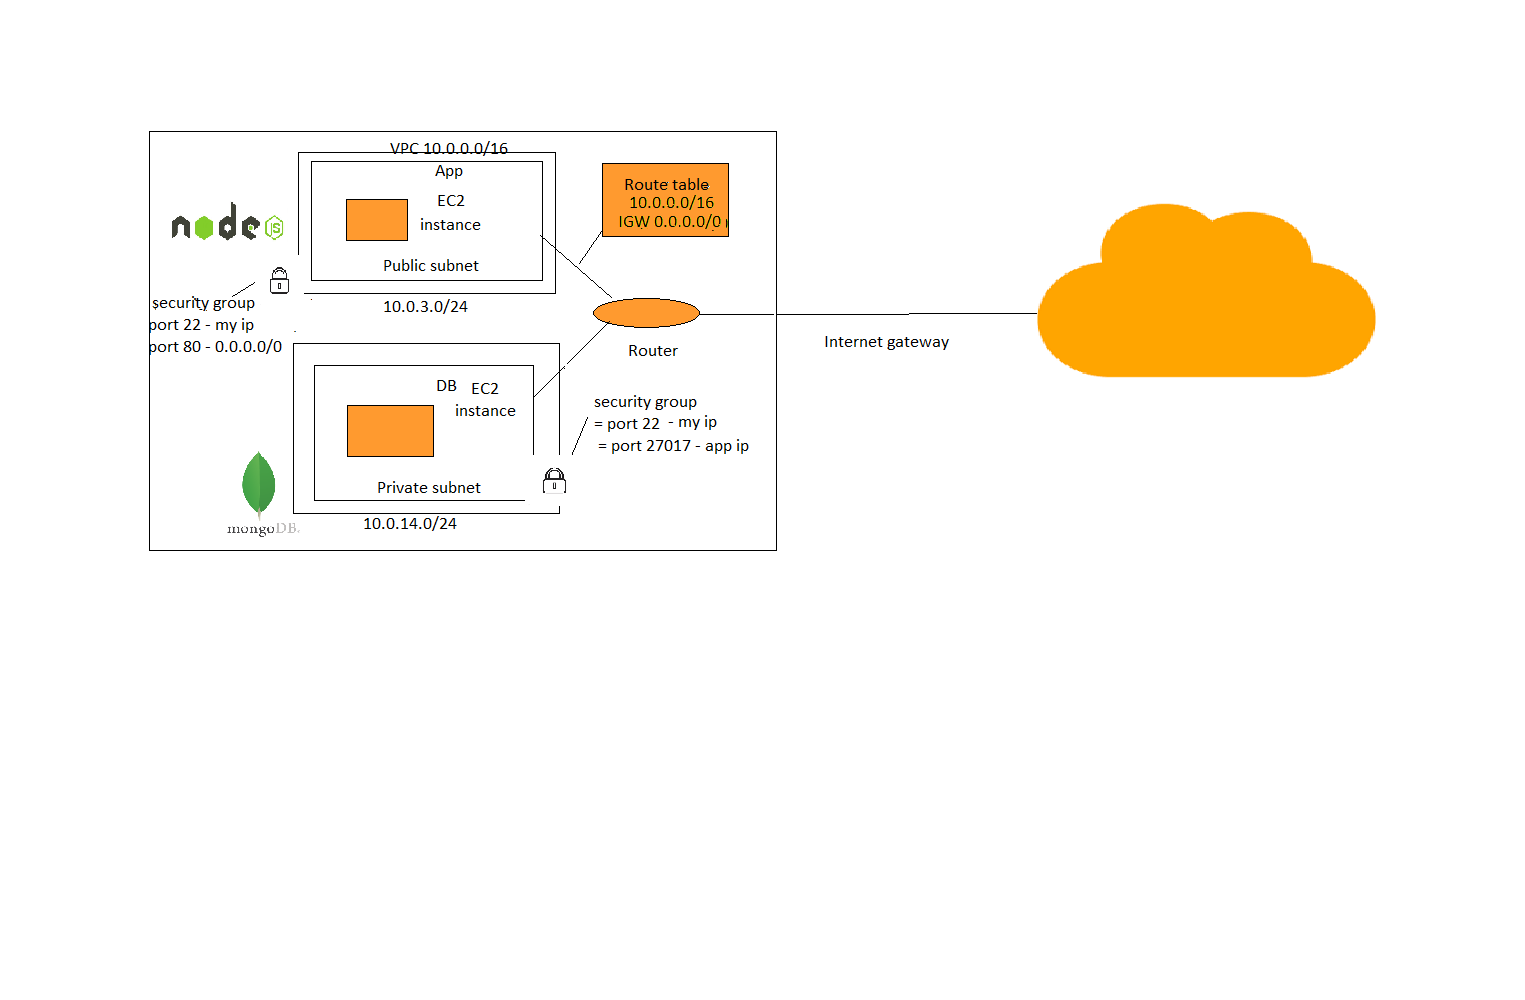 VPC 10.0.0.0/16
App
EC2
instance
Public subnet
10.0.3.0/24
node
JS
security group
port 22 - my ip
port 80 - 0.0.0.0/0
Route table
10.0.0.0/16
IGW 0.0.0.0/0 )
Router
Internet gateway
DB EC2
instance
Private subnet
10.0.14.0/24
mongoDB.
security group
= port 22 - my ip
= port 27017 - app ip